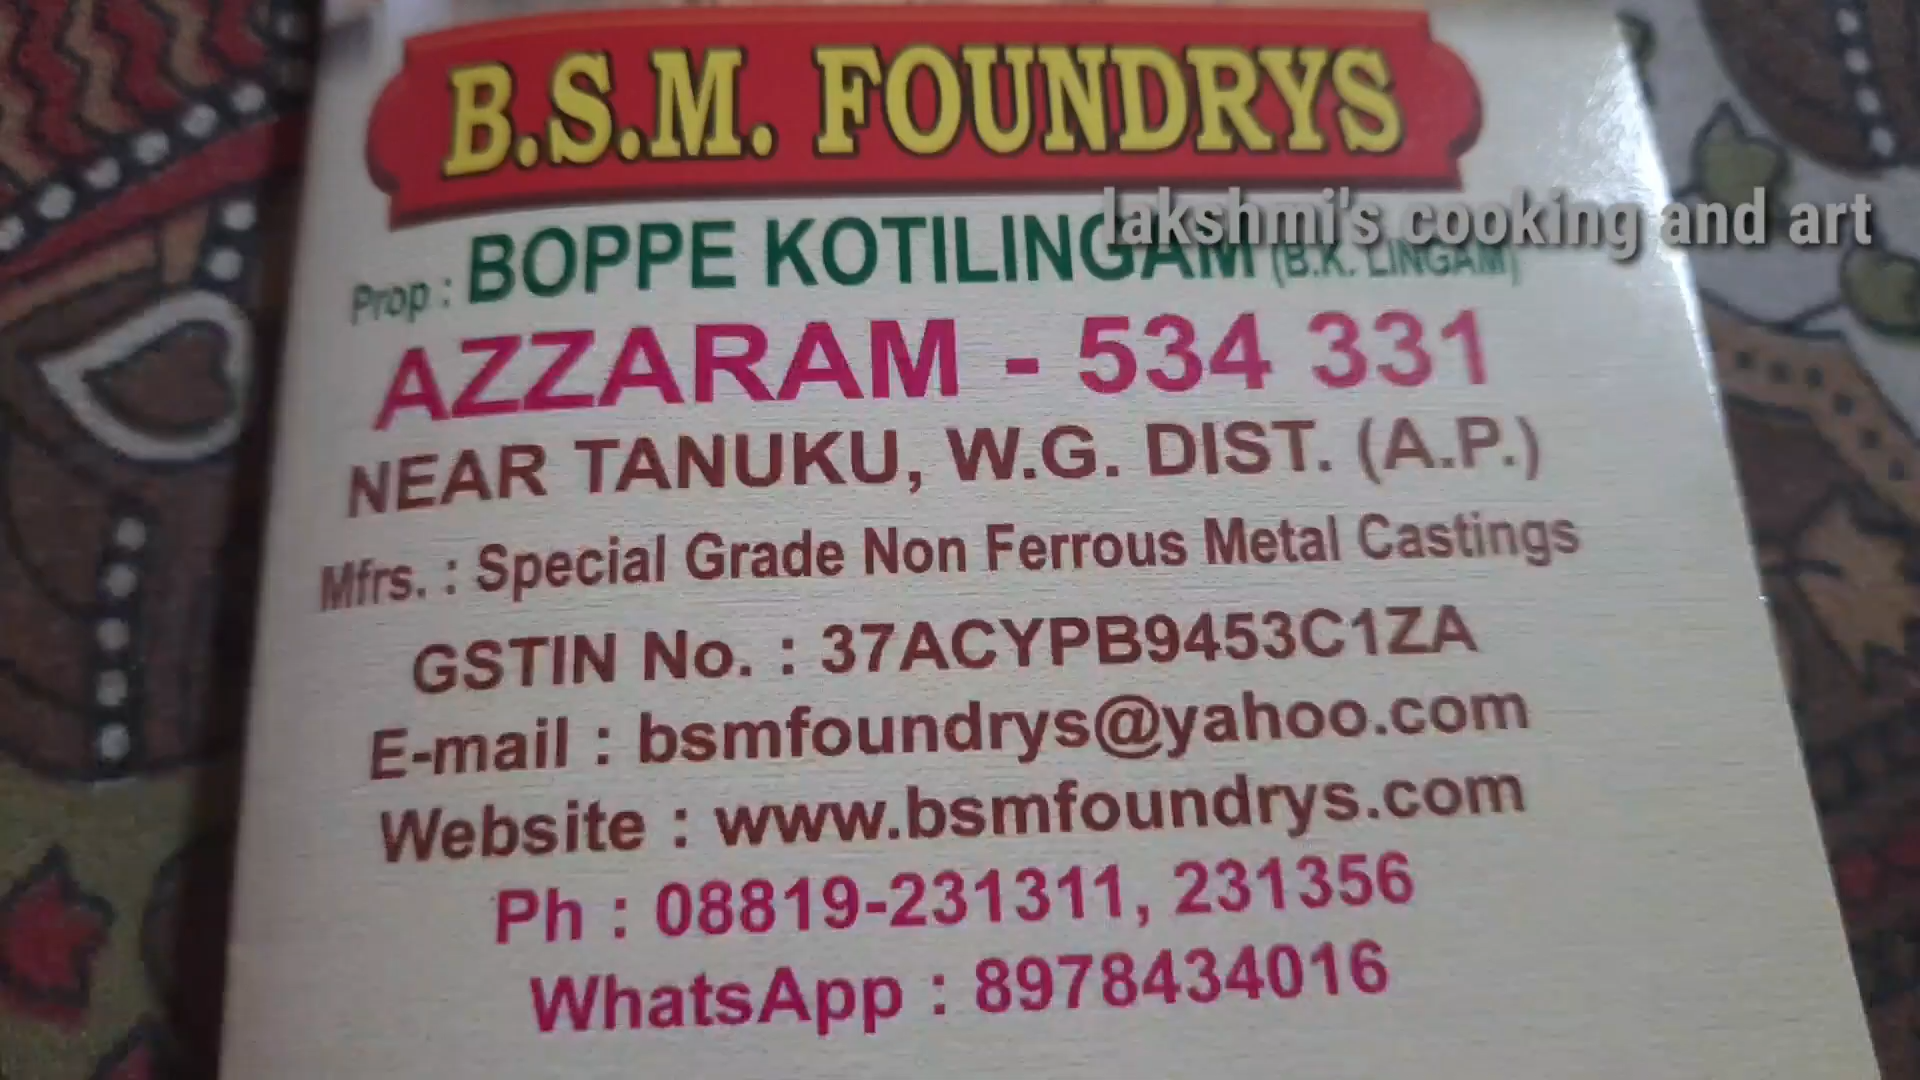 B.S.M. FOUNDRYS
lakshmi's cooking and art
Prop : BOPPE KOTILINGAM (B.K. LINGAM)
AZZARAM - 534 331
NEAR TANUKU, W.G. DIST. (A.P.)
Mfrs. : Special Grade Non Ferrous Metal Castings
GSTIN No. : 37ACYPB9453C1ZA
E-mail : bsmfoundrys@yahoo.com
Website : www.bsmfoundrys.com
Ph : 08819-231311, 231356
WhatsApp : 8978434016